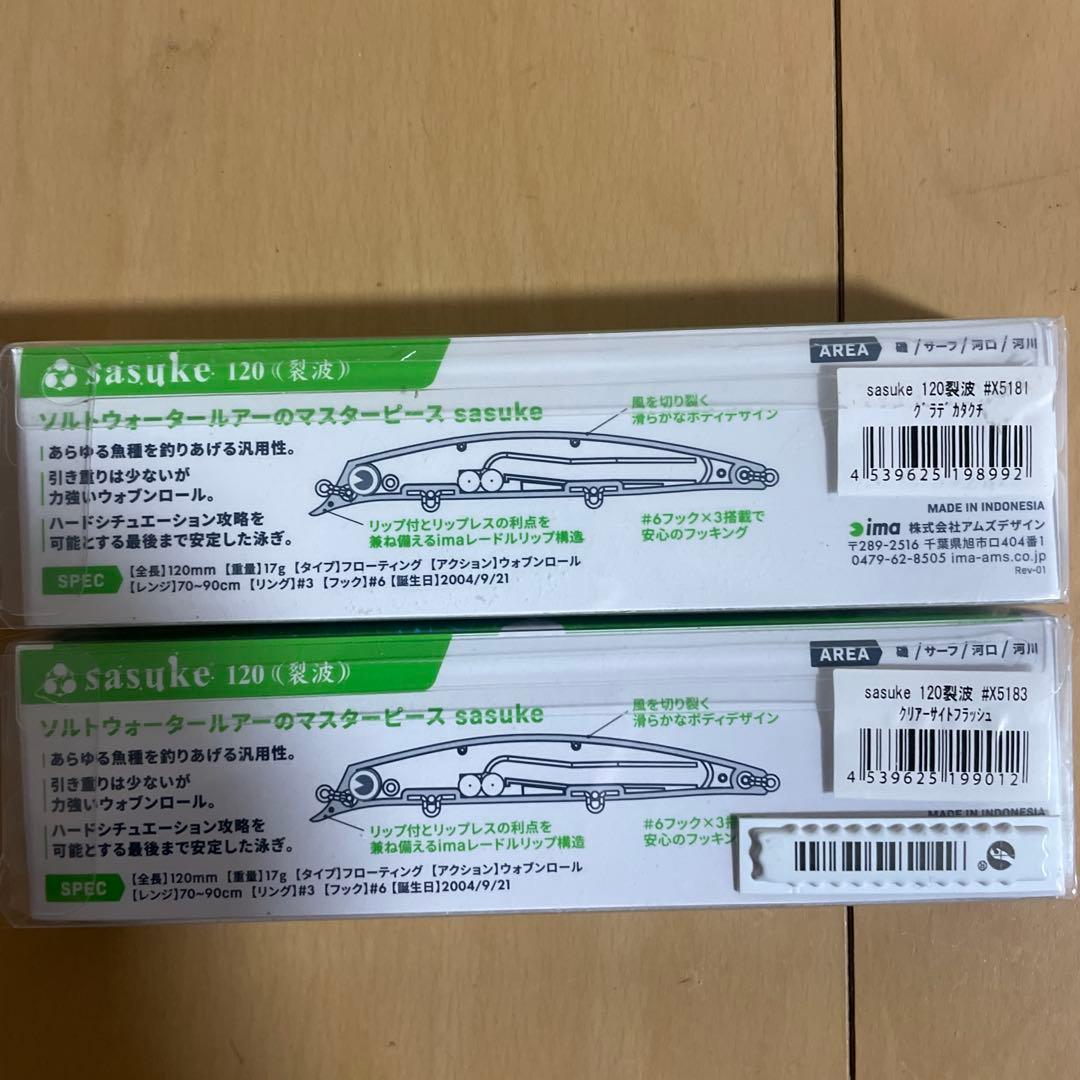 sasuke 120《裂波》
AREA 磯/サーフ/河口/河川
ソルトウォータールアーのマスターピース sasuke
あらゆる魚種を釣りあげる汎用性。
引き重りは少ないが
力強いウォブンロール。
ハードシチュエーション攻略を
可能とする最後まで安定した泳ぎ。
風を切り裂く
滑らかなボディデザイン
リップ付とリップレスの利点を
兼ね備えるimaレードルリップ構造
#6フック×3搭載で
安心のフッキング
SPEC
【全長】120mm 【重量】17g 【タイプ】フローティング 【アクション】ウォブンロール
【レンジ】70~90cm 【リング】#3 【フック】#6 【誕生日】2004/9/21
sasuke 120裂波 #X5181
グラデカタクチ
4 539625 198992
MADE IN INDONESIA
ima 株式会社アムズデザイン
〒289-2516 千葉県旭市ロ404番1
0479-62-8505 ima-ams.co.jp
Rev-01
sasuke 120《裂波》
AREA 磯/サーフ/河口/河川
ソルトウォータールアーのマスターピース sasuke
あらゆる魚種を釣りあげる汎用性。
引き重りは少ないが
力強いウォブンロール。
ハードシチュエーション攻略を
可能とする最後まで安定した泳ぎ。
風を切り裂く
滑らかなボディデザイン
リップ付とリップレスの利点を
兼ね備えるimaレードルリップ構造
#6フック×3搭
安心のフッキン
SPEC
【全長】120mm 【重量】17g 【タイプ】フローティング 【アクション】ウォブンロール
【レンジ】70~90cm 【リング】#3 【フック】#6 【誕生日】2004/9/21
sasuke 120裂波 #X5183
クリアーサイトフラッシュ
4 539625 199012
MADE IN INDONESIA
®